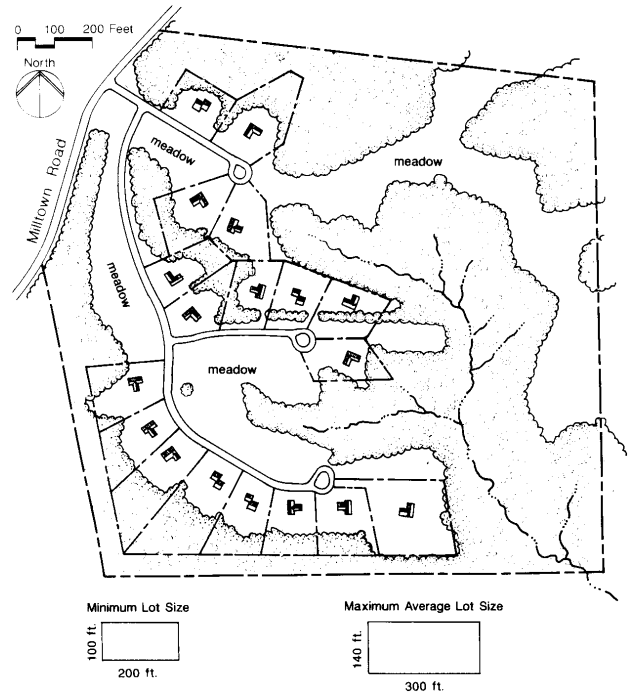 0 100 200 Feet
North
Milltown Road
meadow
meadow
meadow
meadow
Minimum Lot Size
100 ft.
200 ft.
Maximum Average Lot Size
140 ft.
300 ft.